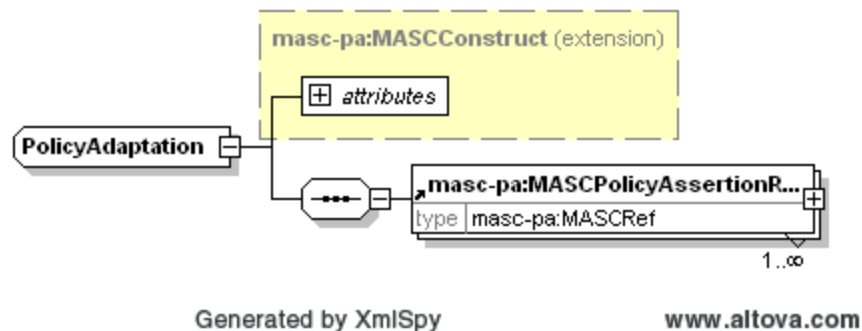 masc-pa:MASCConstruct (extension)
attributes
PolicyAdaptation
masc-pa:MASCPolicyAssertionR...
type masc-pa:MASCRef
1..∞
Generated by XmlSpy www.altova.com